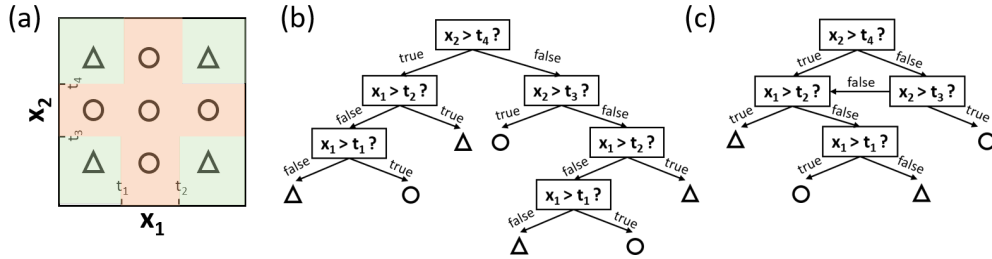 (a)
x₂
t₄
t₃
t₁
t₂
x₁
(b)
x₂ > t₄ ?
true
false
x₁ > t₂ ?
x₂ > t₃ ?
false
true
true
false
x₁ > t₁ ?
x₁ > t₂ ?
false
true
false
true
x₁ > t₁ ?
false
true
(c)
x₂ > t₄ ?
true
false
x₁ > t₂ ?
false
x₂ > t₃ ?
true
false
true
x₁ > t₁ ?
true
false